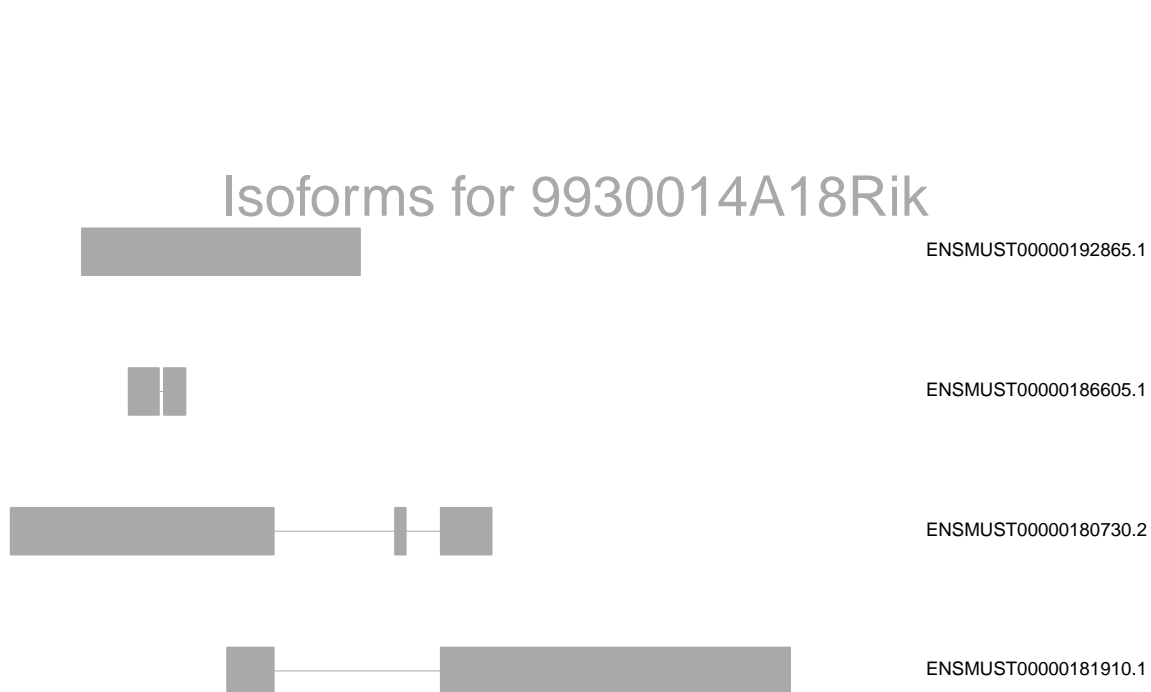 Isoforms for 9930014A18Rik
ENSMUST00000192865.1
ENSMUST00000186605.1
ENSMUST00000180730.2
ENSMUST00000181910.1